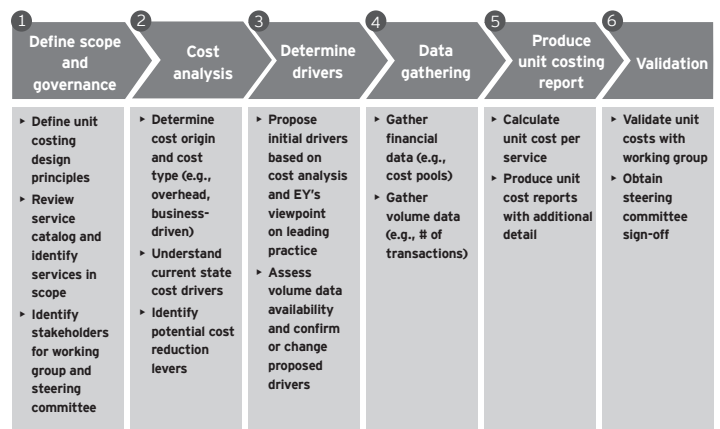 1
Define scope
and
governance
▸ Define unit
costing
design
principles
▸ Review
service
catalog and
identify
services in
scope
▸ Identify
stakeholders
for working
group and
steering
committee
2
Cost
analysis
▸ Determine
cost origin
and cost
type (e.g.,
overhead,
business-
driven)
▸ Understand
current state
cost drivers
▸ Identify
potential cost
reduction
levers
3
Determine
drivers
▸ Propose
initial drivers
based on
cost analysis
and EY's
viewpoint
on leading
practice
▸ Assess
volume data
availability
and confirm
or change
proposed
drivers
4
Data
gathering
▸ Gather
financial
data (e.g.,
cost pools)
▸ Gather
volume data
(e.g., # of
transactions)
5
Produce
unit costing
report
▸ Calculate
unit cost per
service
▸ Produce unit
cost reports
with additional
detail
6
Validation
▸ Validate unit
costs with
working group
▸ Obtain
steering
committee
sign-off